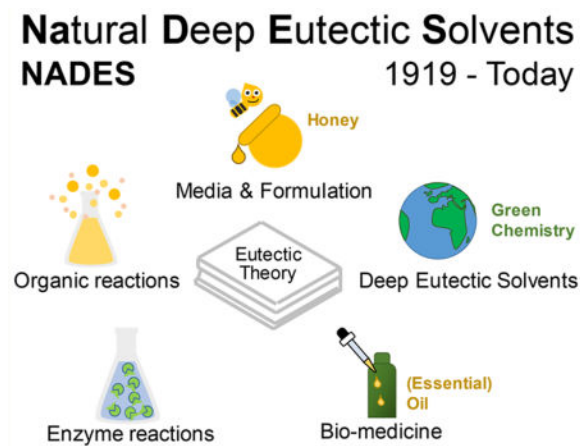 Natural Deep Eutectic Solvents
NADES 1919 - Today
Honey
Media & Formulation
Green
Chemistry
Organic reactions
Eutectic
Theory
Deep Eutectic Solvents
(Essential)
Oil
Enzyme reactions
Bio-medicine